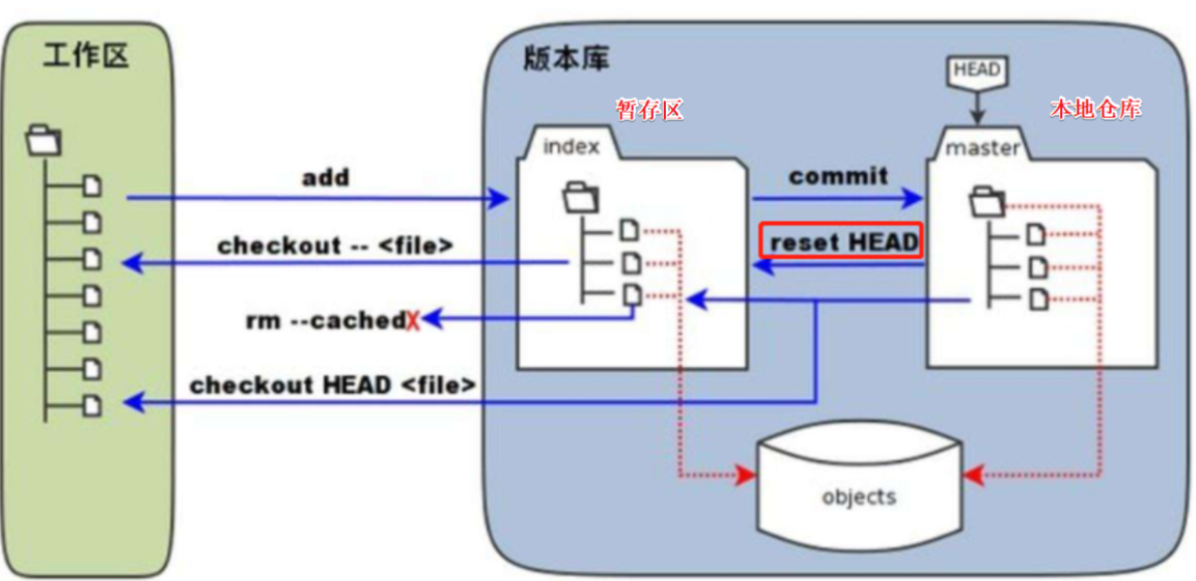 工作区
版本库
HEAD
暂存区
本地仓库
index
master
add
commit
checkout -- <file>
reset HEAD
rm --cachedX
checkout HEAD <file>
objects